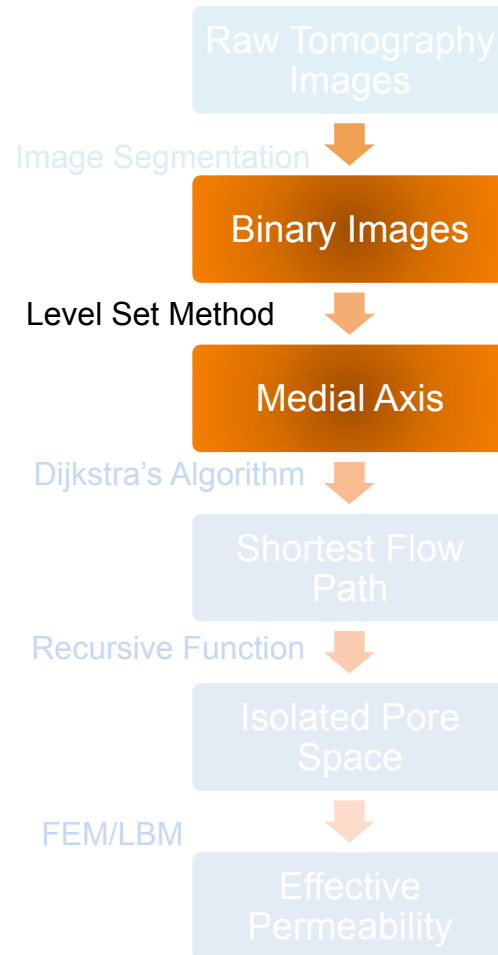 Raw Tomography
Images
Image Segmentation
Binary Images
Level Set Method
Medial Axis
Dijkstra’s Algorithm
Shortest Flow
Path
Recursive Function
Isolated Pore
Space
FEM/LBM
Effective
Permeability